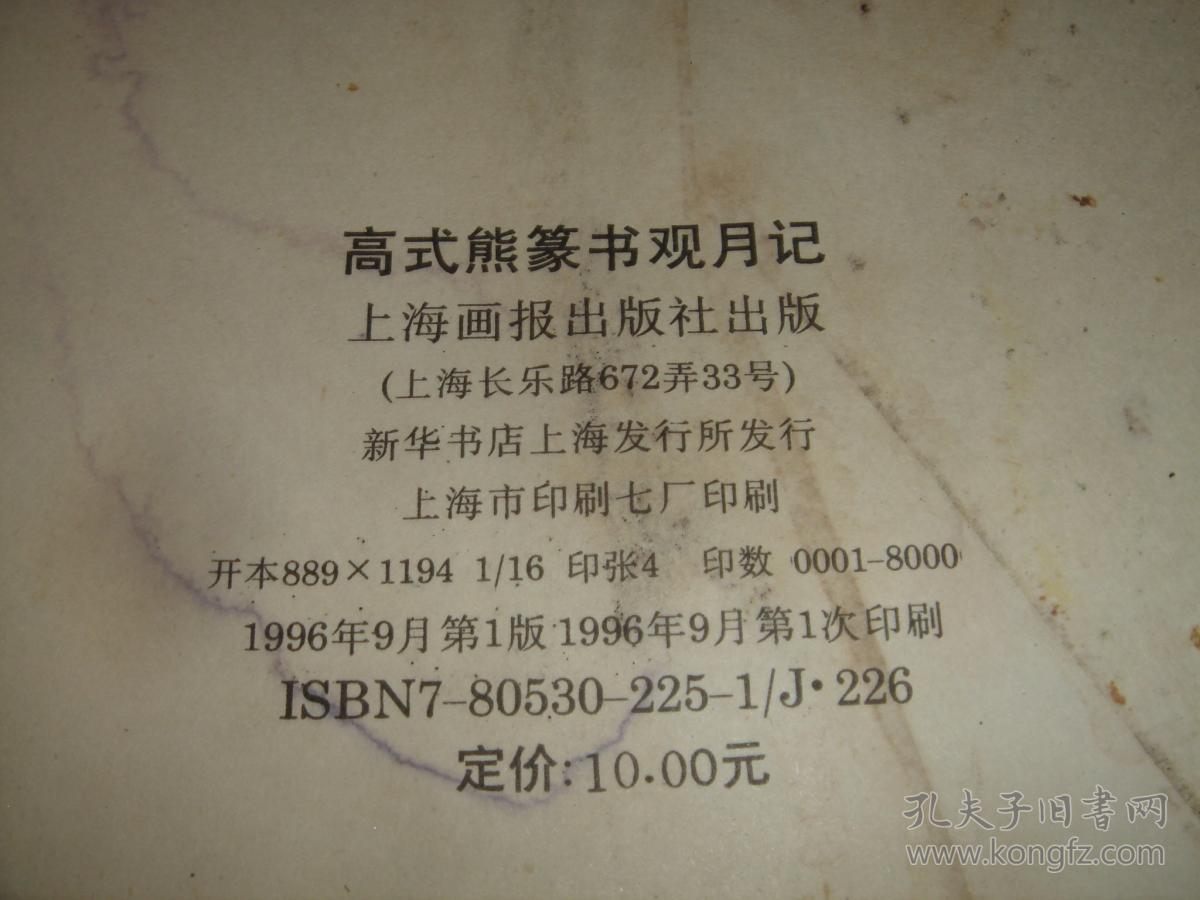 高式熊篆书观月记
上海画报出版社出版
(上海长乐路672弄33号)
新华书店上海发行所发行
上海市印刷七厂印刷
开本889×1194 1/16 印张4 印数 0001-8000
1996年9月第1版 1996年9月第1次印刷
ISBN7-80530-225-1/J·226
定价:10.00元
孔夫子旧书网
www.kongfz.com